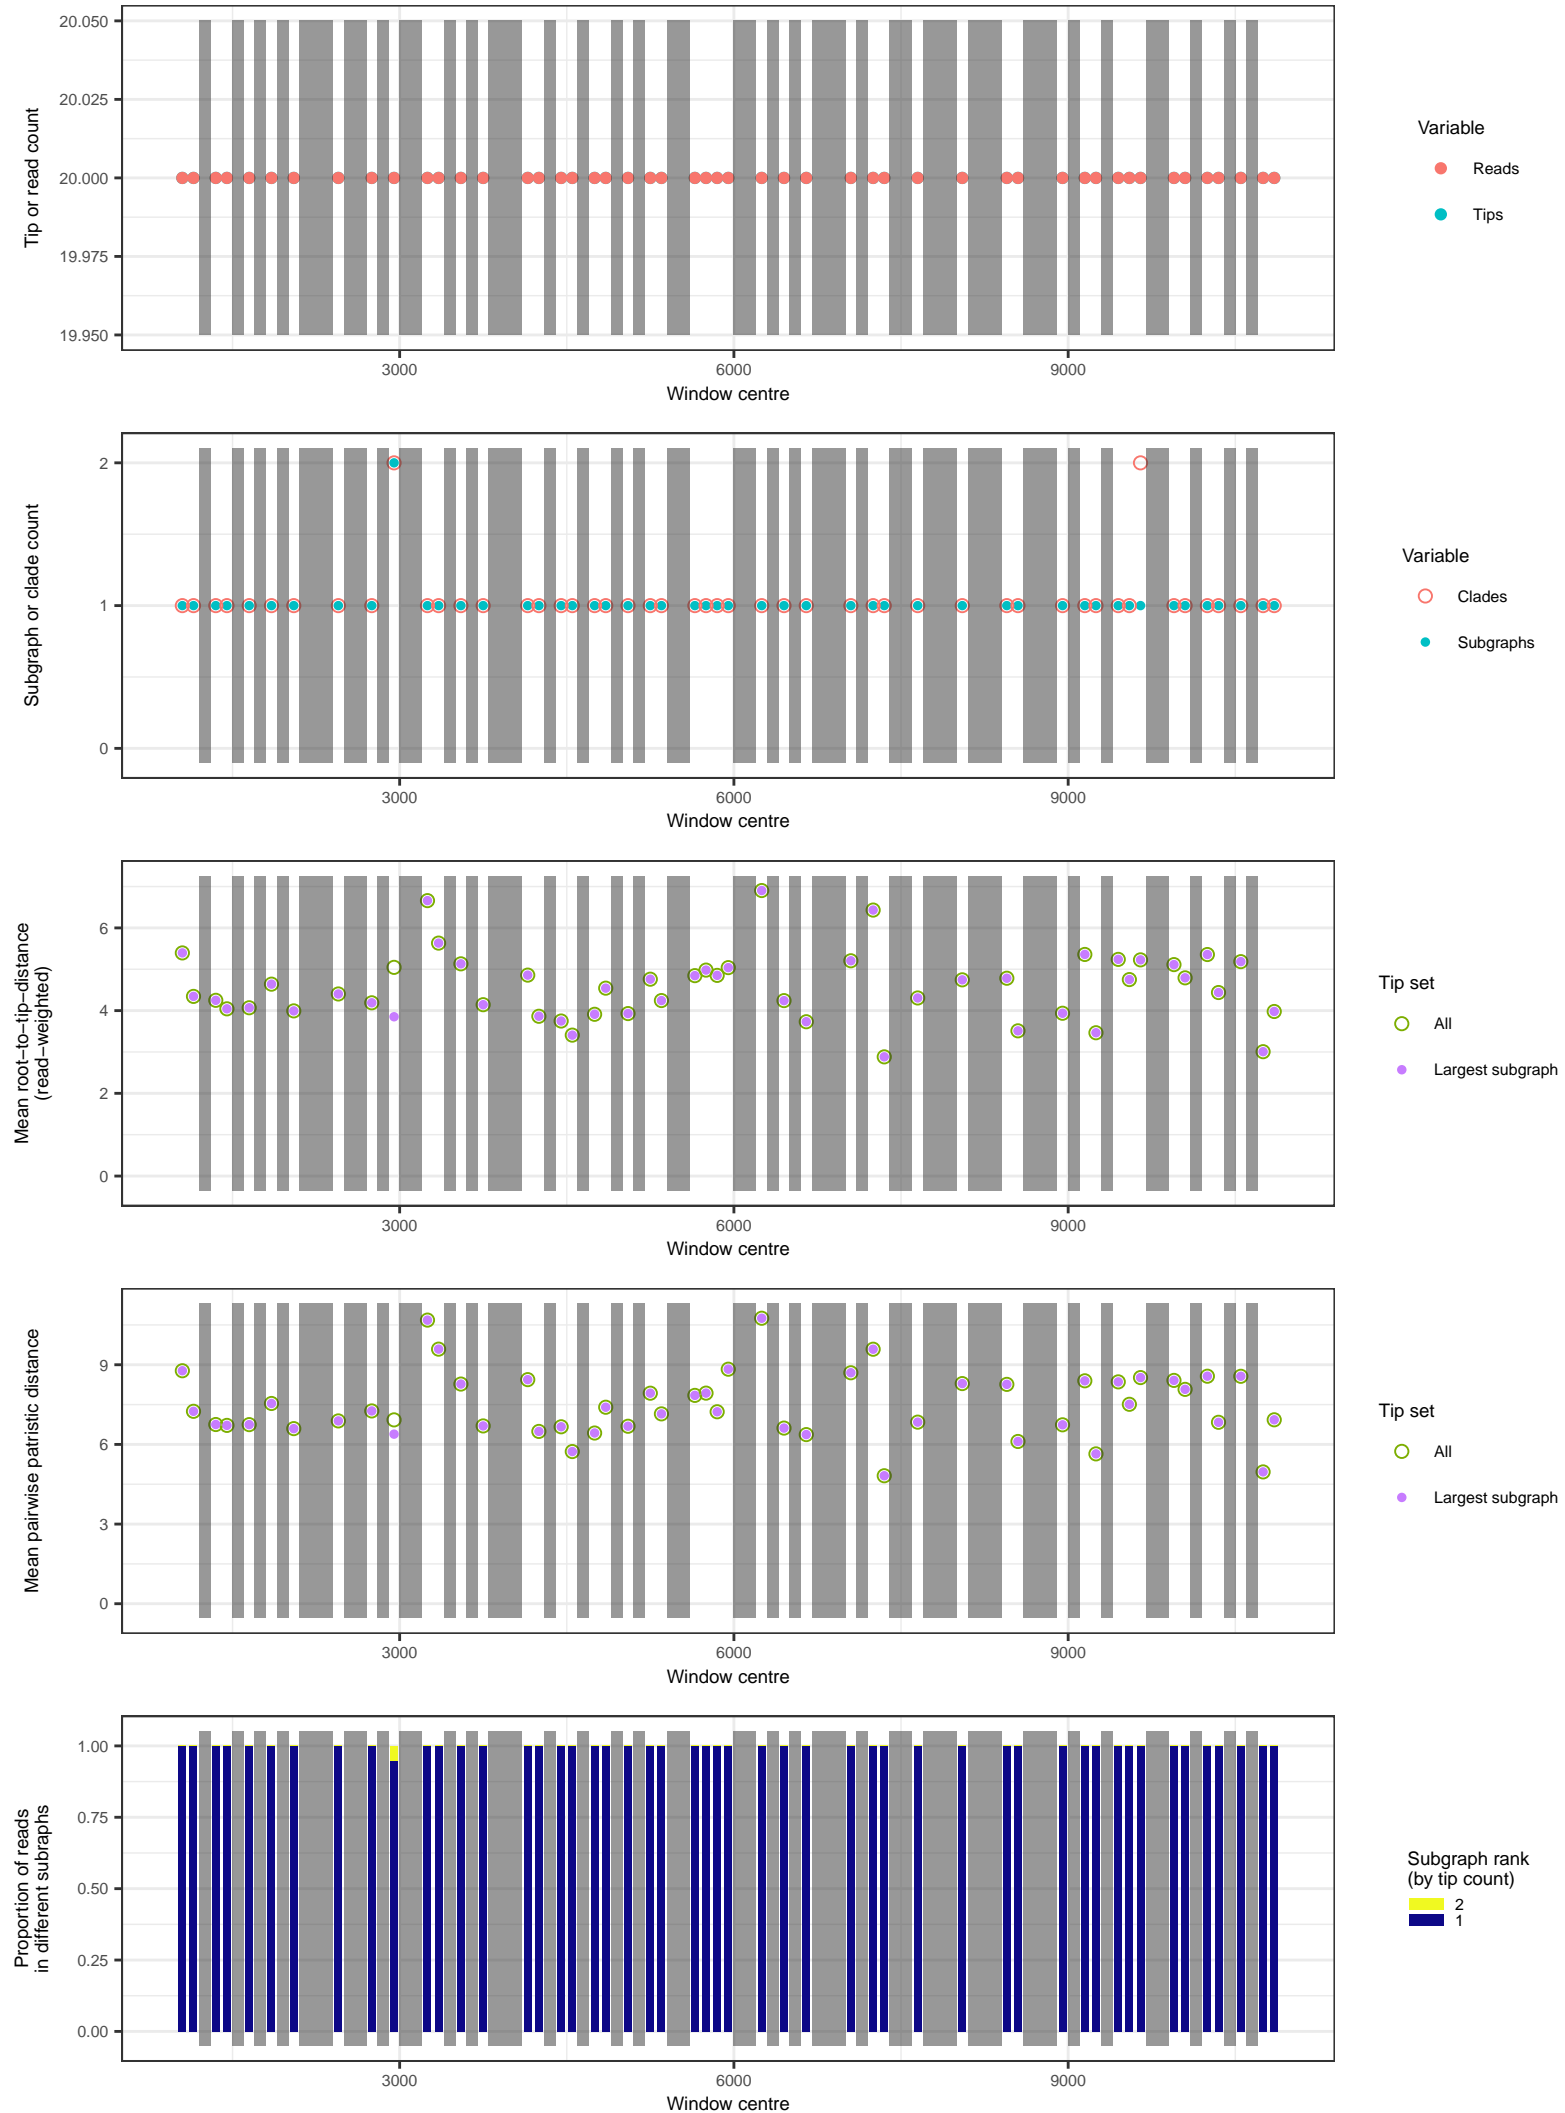 20.050
20.025
20.000
19.975
19.950
Tip or read count
3000
6000
9000
Window centre
Variable
Reads
Tips
2
1
0
Subgraph or clade count
3000
6000
9000
Window centre
Variable
Clades
Subgraphs
6
4
2
0
Mean root−to−tip−distance
(read−weighted)
3000
6000
9000
Window centre
Tip set
All
Largest subgraph
9
6
3
0
Mean pairwise patristic distance
3000
6000
9000
Window centre
Tip set
All
Largest subgraph
1.00
0.75
0.50
0.25
0.00
Proportion of reads
in different subraphs
3000
6000
9000
Window centre
Subgraph rank
(by tip count)
2
1